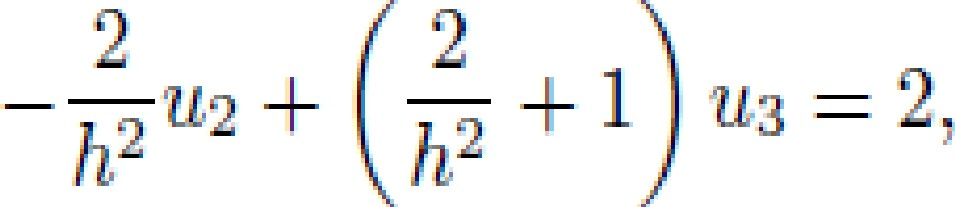 $-\frac{2}{h^2}u_2 + \left(\frac{2}{h^2} + 1\right)u_3 = 2,$